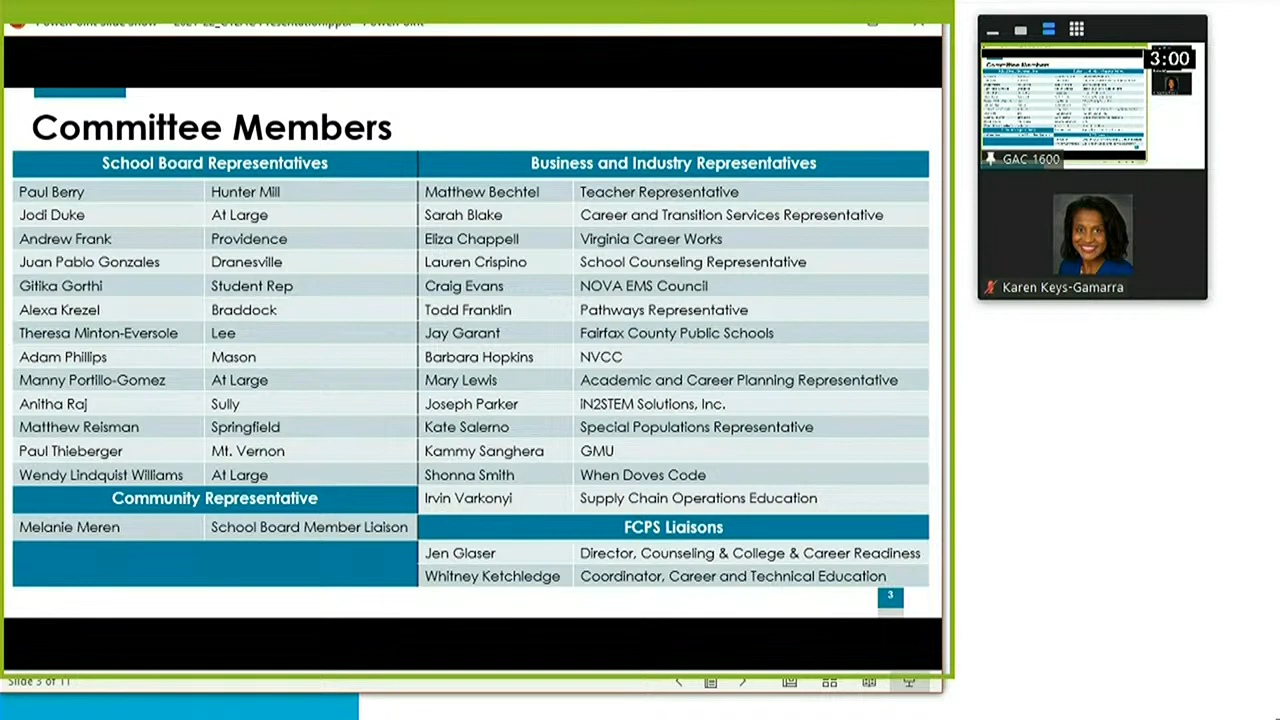 Committee Members
School Board Representatives Business and Industry Representatives
Paul Berry Hunter Mill Matthew Bechtel Teacher Representative
Jodi Duke At Large Sarah Blake Career and Transition Services Representative
Andrew Frank Providence Eliza Chappell Virginia Career Works
Juan Pablo Gonzales Dranesville Lauren Crispino School Counseling Representative
Gitika Gorthi Student Rep Craig Evans NOVA EMS Council
Alexa Krezel Braddock Todd Franklin Pathways Representative
Theresa Minton-Eversole Lee Jay Garant Fairfax County Public Schools
Adam Phillips Mason Barbara Hopkins NVCC
Manny Portillo-Gomez At Large Mary Lewis Academic and Career Planning Representative
Anitha Raj Sully Joseph Parker iN2STEM Solutions, Inc.
Matthew Reisman Springfield Kate Salerno Special Populations Representative
Paul Thieberger Mt. Vernon Kammy Sanghera GMU
Wendy Lindquist Williams At Large Shonna Smith When Doves Code
Community Representative Irvin Varkonyi Supply Chain Operations Education
Melanie Meren School Board Member Liaison FCPS Liaisons
Jen Glaser Director, Counseling & College & Career Readiness
Whitney Ketchledge Coordinator, Career and Technical Education
3
Slide 3 of 11
3:00
Committee Members
GAC 1600
Karen Keys-Gamarra